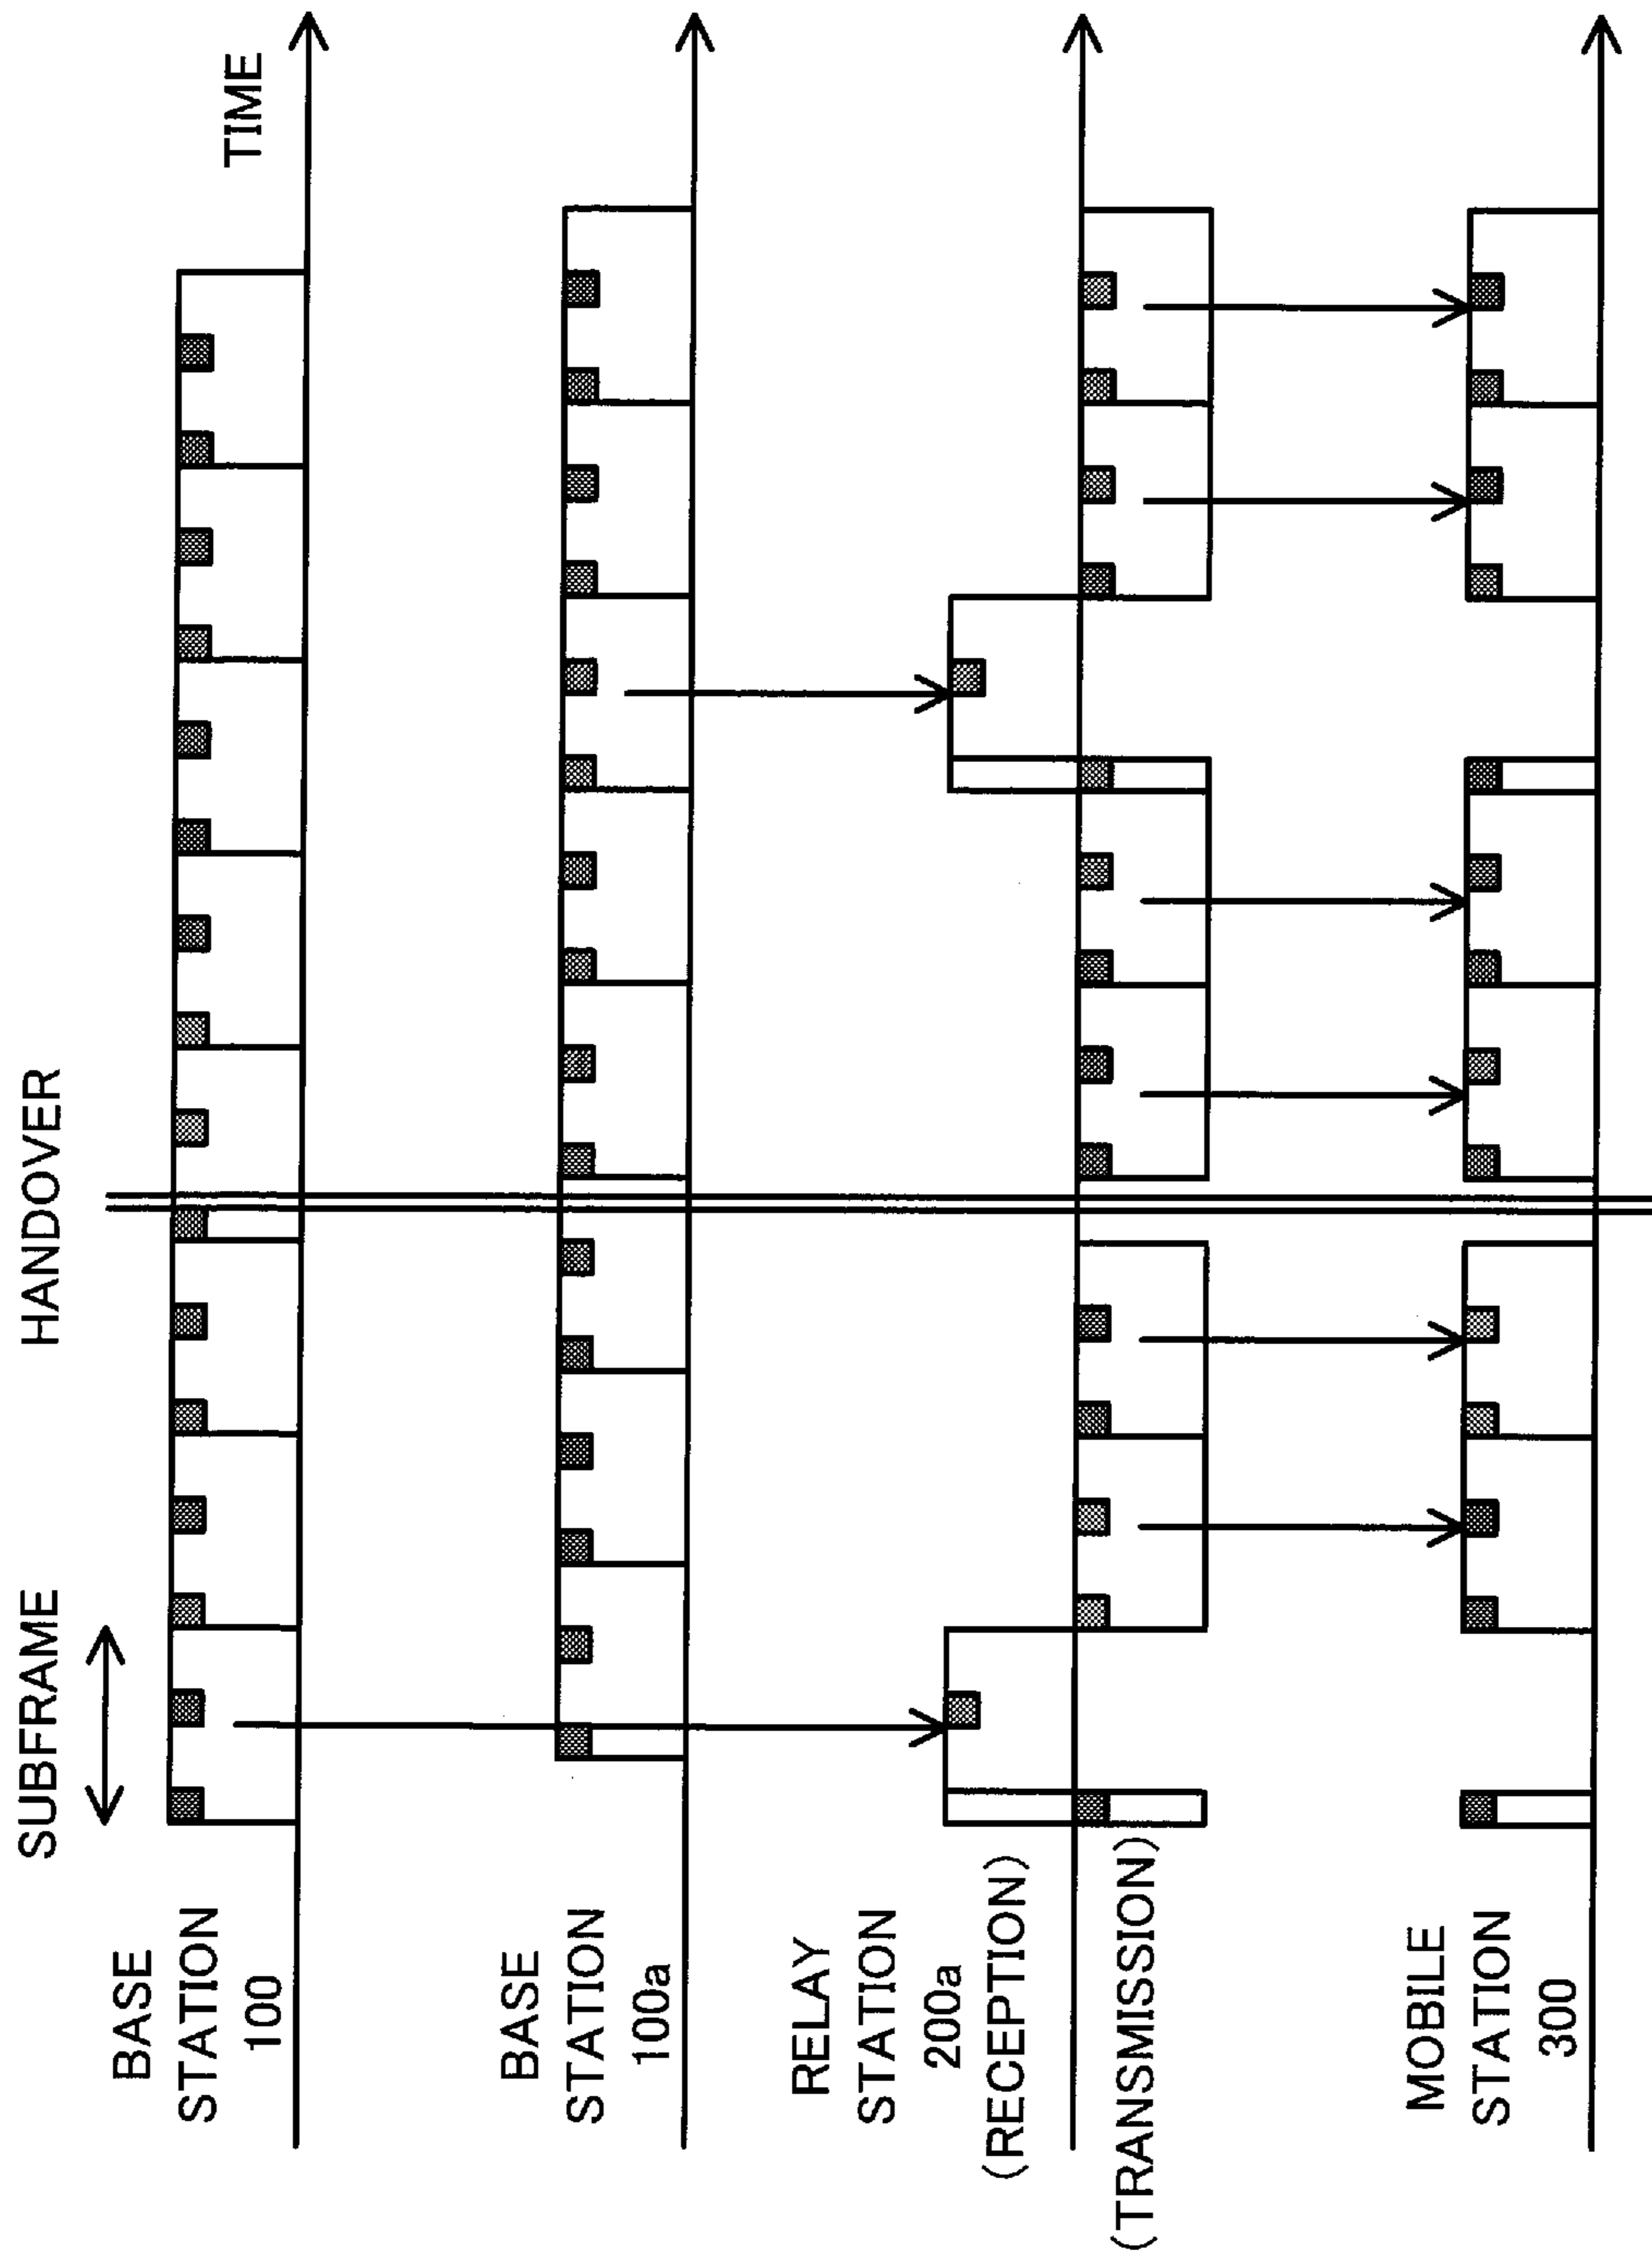 SUBFRAME
HANDOVER
TIME
BASE
STATION
100
BASE
STATION
100a
RELAY
STATION
200a
(RECEPTION)
(TRANSMISSION)
MOBILE
STATION
300